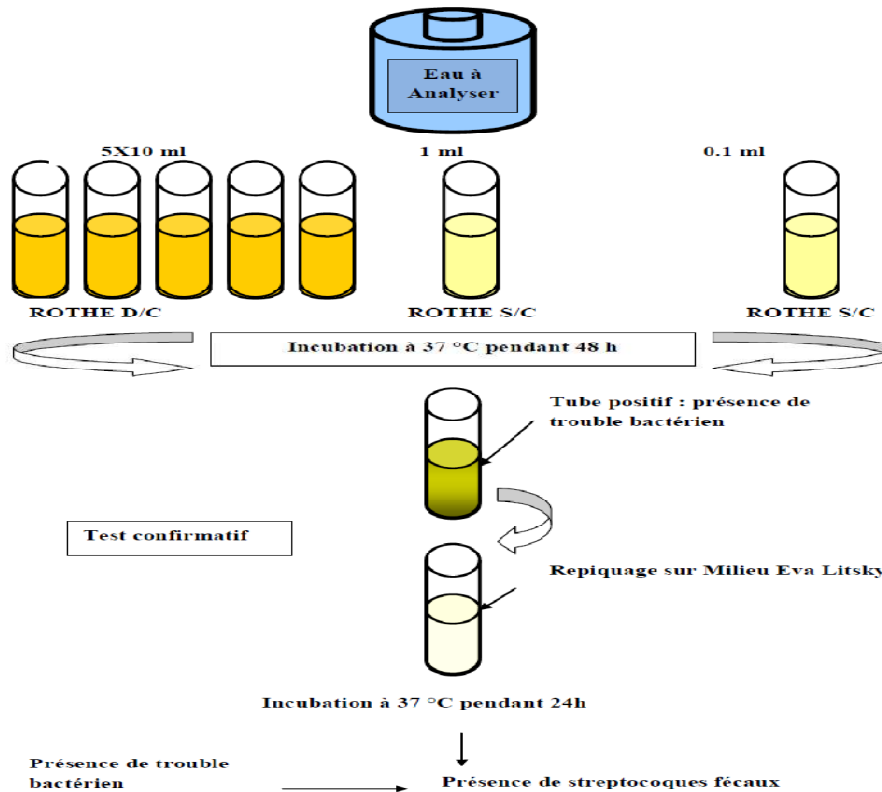 Eau à
Analyser
5X10 ml
1 ml
0.1 ml
ROTHE D/C
ROTHE S/C
ROTHE S/C
Incubation à 37 °C pendant 48 h
Tube positif : présence de
trouble bactérien
Test confirmatif
Repiquage sur Milieu Eva Litsky
Incubation à 37 °C pendant 24h
Présence de trouble
bactérien
Présence de streptocoques fécaux